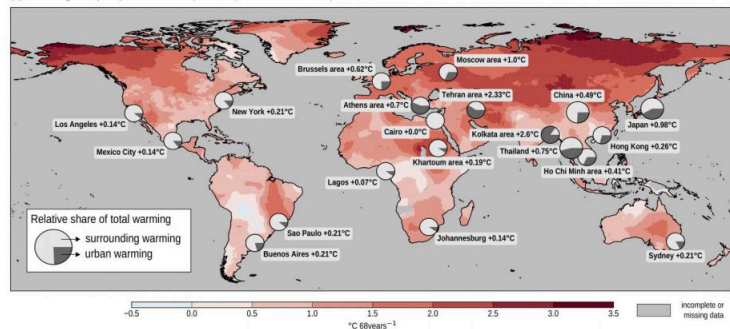 Brussels area +0.62°C
Moscow area +1.0°C
Athens area +0.7°C
Tehran area +2.33°C
China +0.49°C
New York +0.21°C
Los Angeles +0.14°C
Cairo +0.0°C
Kolkata area +2.6°C
Japan +0.98°C
Mexico City +0.14°C
Thailand +0.75°C
Hong Kong +0.26°C
Khartoum area +0.19°C
Ho Chi Minh area +0.41°C
Lagos +0.07°C
Relative share of total warming
surrounding warming
urban warming
Sao Paulo +0.21°C
Johannesburg +0.14°C
Buenos Aires +0.21°C
Sydney +0.21°C
−0.5 0.0 0.5 1.0 1.5 2.0 2.5 3.0 3.5
°C 68years⁻¹
incomplete or
missing data